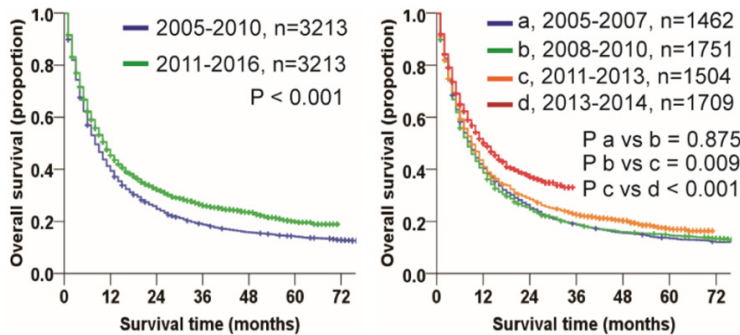 Overall survival (proportion)
1.0
0.8
0.6
0.4
0.2
0.0
2005-2010, n=3213
2011-2016, n=3213
P < 0.001
0 12 24 36 48 60 72
Survival time (months)
Overall survival (proportion)
1.0
0.8
0.6
0.4
0.2
0.0
a, 2005-2007, n=1462
b, 2008-2010, n=1751
c, 2011-2013, n=1504
d, 2013-2014, n=1709
P a vs b = 0.875
P b vs c = 0.009
P c vs d < 0.001
0 12 24 36 48 60 72
Survival time (months)